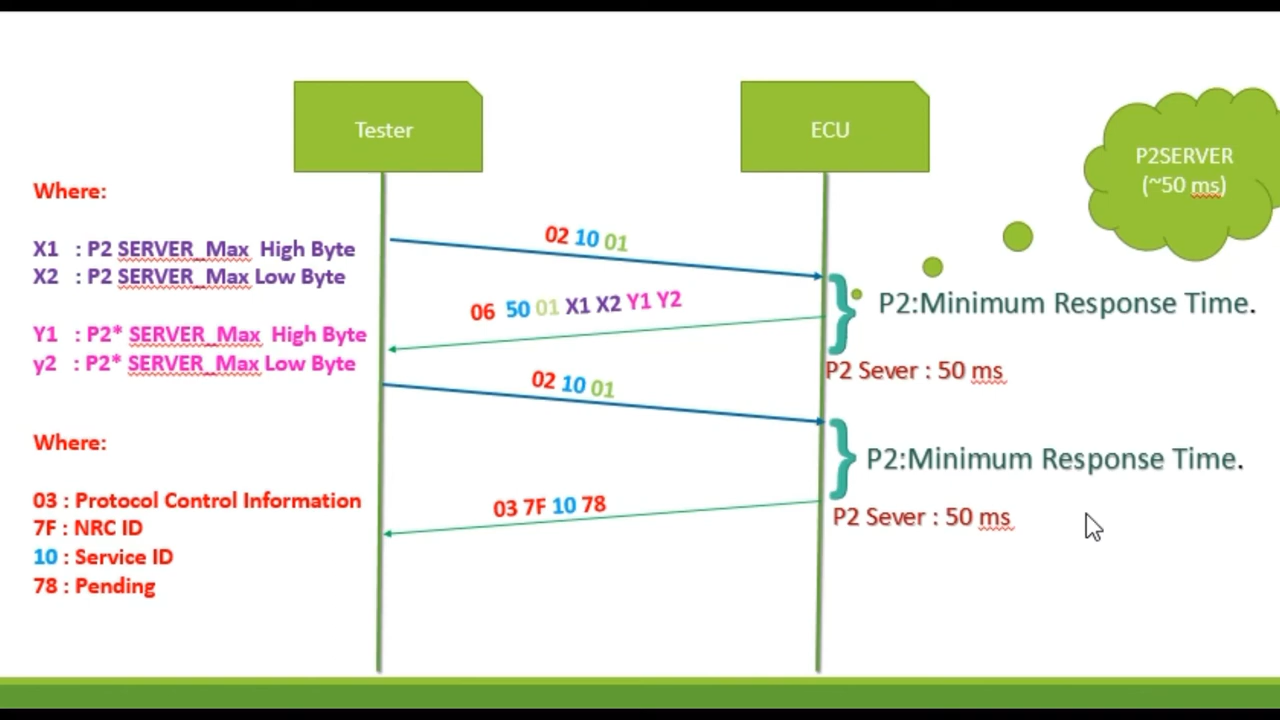 Tester
ECU
P2SERVER
(~50 ms)
Where:
X1 : P2 SERVER_Max High Byte
X2 : P2 SERVER_Max Low Byte
Y1 : P2* SERVER_Max High Byte
y2 : P2* SERVER_Max Low Byte
02 10 01
06 50 01 X1 X2 Y1 Y2
P2:Minimum Response Time.
P2 Sever : 50 ms
02 10 01
P2:Minimum Response Time.
03 7F 10 78
P2 Sever : 50 ms
Where:
03 : Protocol Control Information
7F : NRC ID
10 : Service ID
78 : Pending